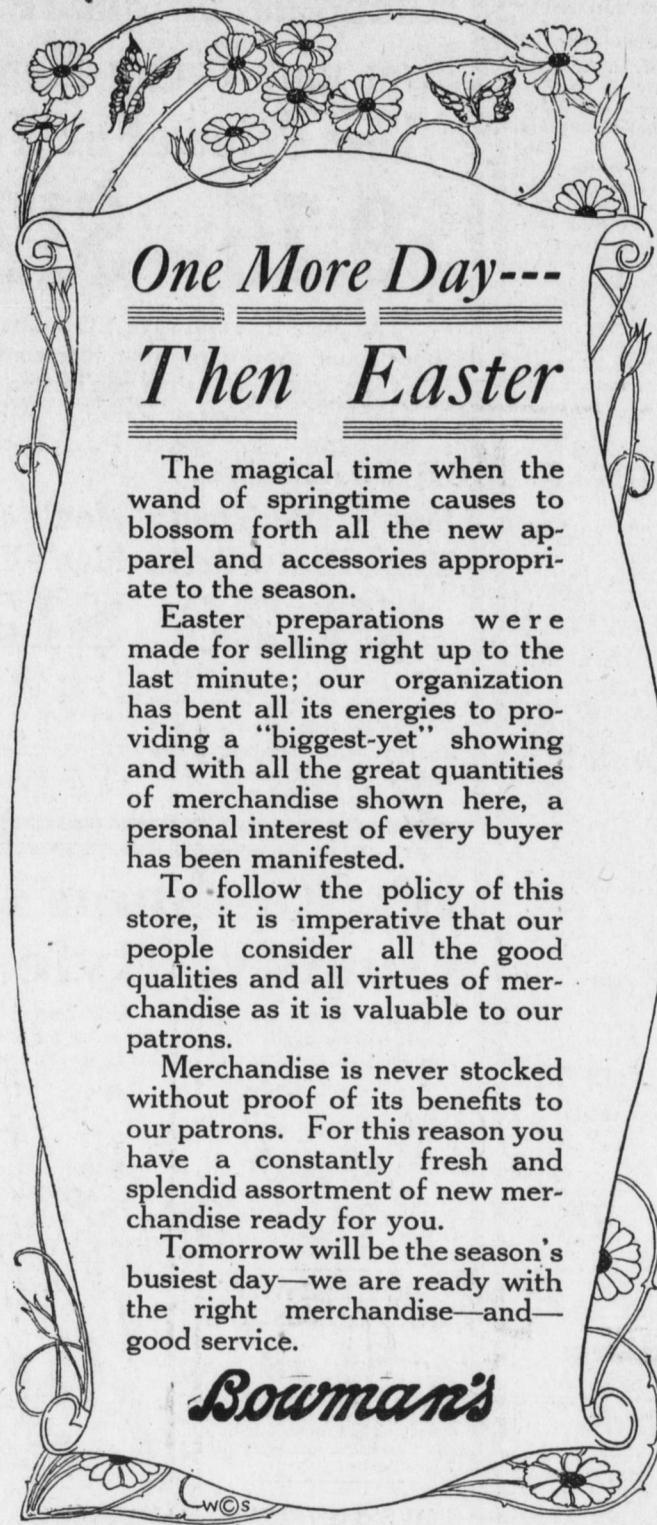 One More Day---
Then Easter
The magical time when the
wand of springtime causes to
blossom forth all the new ap-
parel and accessories appropri-
ate to the season.
Easter preparations were
made for selling right up to the
last minute; our organization
has bent all its energies to pro-
viding a "biggest-yet" showing
and with all the great quantities
of merchandise shown here, a
personal interest of every buyer
has been manifested.
To follow the policy of this
store, it is imperative that our
people consider all the good
qualities and all virtues of mer-
chandise as it is valuable to our
patrons.
Merchandise is never stocked
without proof of its benefits to
our patrons. For this reason you
have a constantly fresh and
splendid assortment of new mer-
chandise ready for you.
Tomorrow will be the season's
busiest day—we are ready with
the right merchandise—and—
good service.
Bowman's
W©S